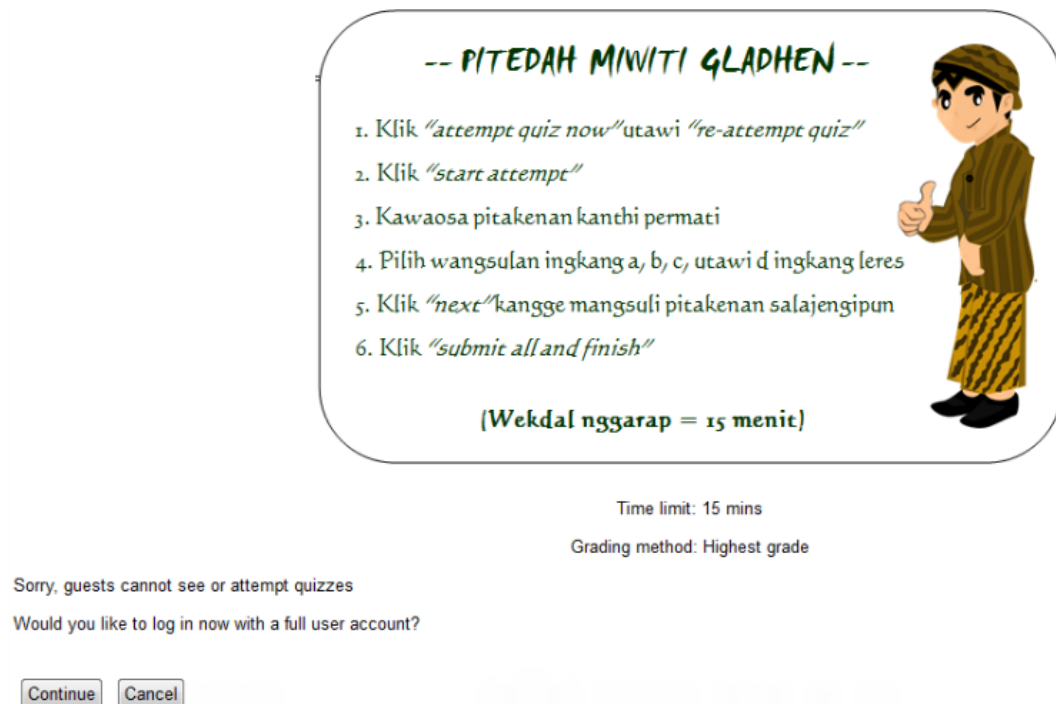 -- PITEDAH MIWITI GLADHEN --
1. Klik "attempt quiz now" utawi "re-attempt quiz"
2. Klik "start attempt"
3. Kawaosa pitakenan kanthi permati
4. Pilih wangsulan ingkang a, b, c, utawi d ingkang leres
5. Klik "next" kangge mangsuli pitakenan salajengipun
6. Klik "submit all and finish"
(Wekdal nggarap = 15 menit)
Time limit: 15 mins
Grading method: Highest grade
Sorry, guests cannot see or attempt quizzes
Would you like to log in now with a full user account?
Continue Cancel